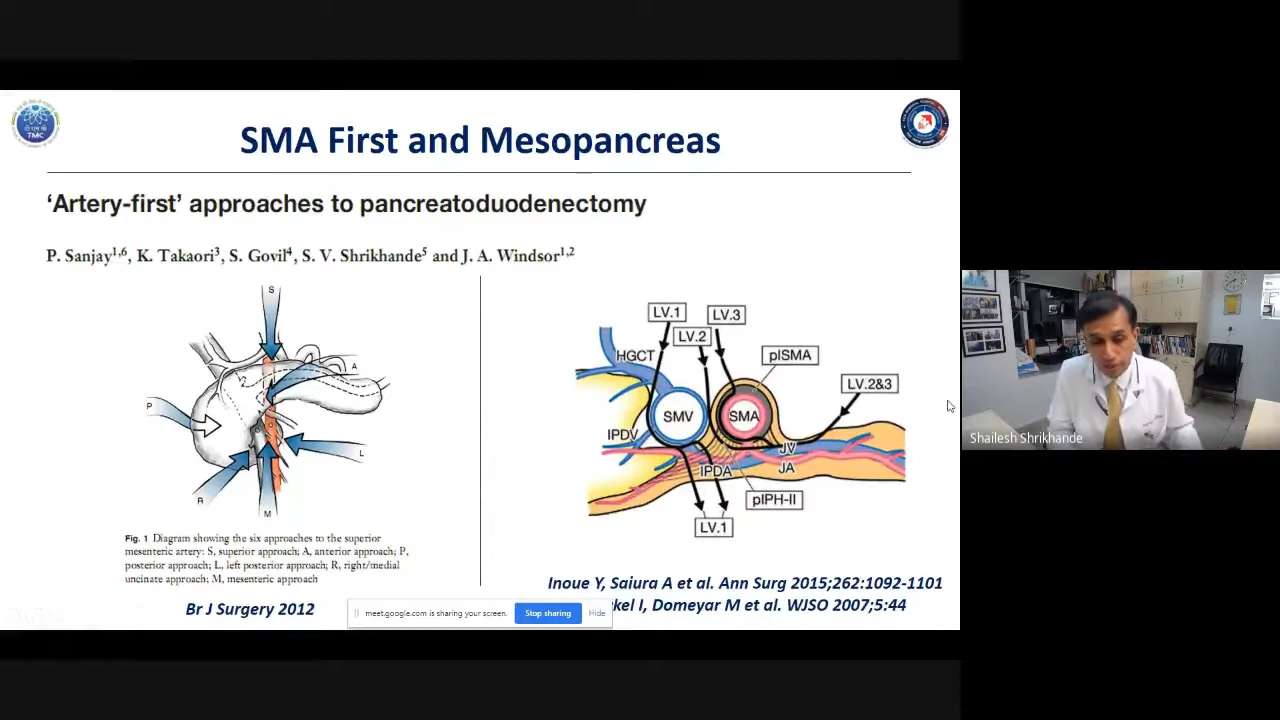 TMC
SMA First and Mesopancreas
‘Artery-first’ approaches to pancreatoduodenectomy
P. Sanjay1,6, K. Takaori3, S. Govil4, S. V. Shrikhande5 and J. A. Windsor1,2
S
A
P
L
R
M
Fig. 1 Diagram showing the six approaches to the superior
mesenteric artery: S, superior approach; A, anterior approach; P,
posterior approach; L, left posterior approach; R, right/medial
uncinate approach; M, mesenteric approach
Br J Surgery 2012
LV.1
LV.3
LV.2
HGCT
plSMA
LV.2&3
SMV
SMA
IPDV
JV
IPDA
JA
plPH-II
LV.1
Inoue Y, Saiura A et al. Ann Surg 2015;262:1092-1101
kel I, Domeyar M et al. WJSO 2007;5:44
meet.google.com is sharing your screen.
Stop sharing
Hide
Shailesh Shrikhande